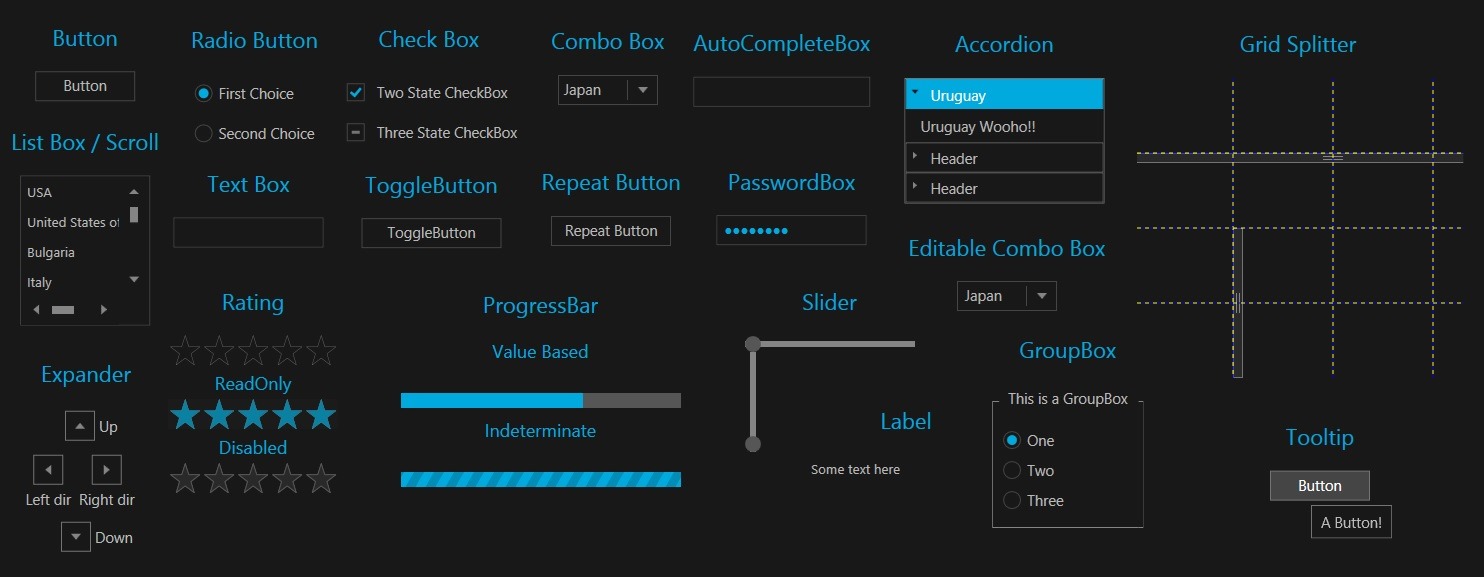 Button
Button
Radio Button
First Choice
Second Choice
Check Box
Two State CheckBox
Three State CheckBox
Combo Box
Japan
AutoCompleteBox
Accordion
Uruguay
Uruguay Wooho!!
Header
Header
Grid Splitter
List Box / Scroll
USA
United States of
Bulgaria
Italy
Text Box
ToggleButton
ToggleButton
Repeat Button
Repeat Button
PasswordBox
Editable Combo Box
Japan
Rating
ReadOnly
Disabled
ProgressBar
Value Based
Indeterminate
Slider
Label
Some text here
GroupBox
This is a GroupBox
One
Two
Three
Expander
Up
Left dir
Right dir
Down
Tooltip
Button
A Button!